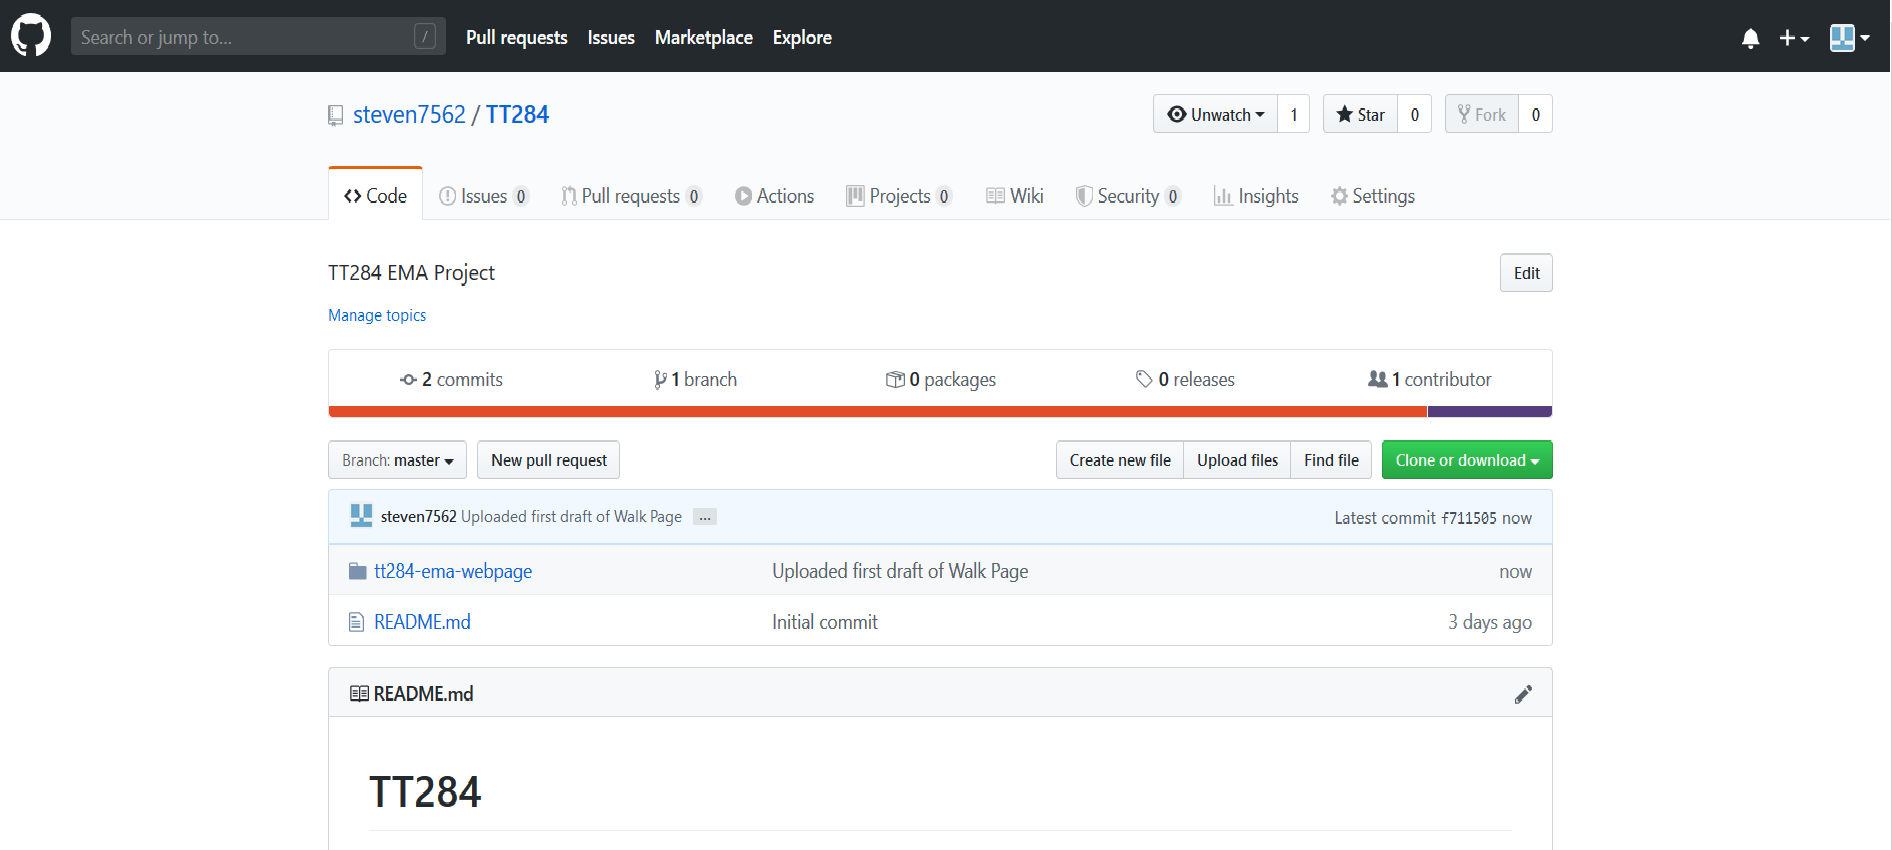 Search or jump to... /
Pull requests Issues Marketplace Explore
steven7562 / TT284
Unwatch 1 Star 0 Fork 0
Code Issues 0 Pull requests 0 Actions Projects 0 Wiki Security 0 Insights Settings
TT284 EMA Project
Edit
Manage topics
2 commits 1 branch 0 packages 0 releases 1 contributor
Branch: master New pull request Create new file Upload files Find file Clone or download
steven7562 Uploaded first draft of Walk Page ... Latest commit f711505 now
tt284-ema-webpage Uploaded first draft of Walk Page now
README.md Initial commit 3 days ago
README.md
TT284